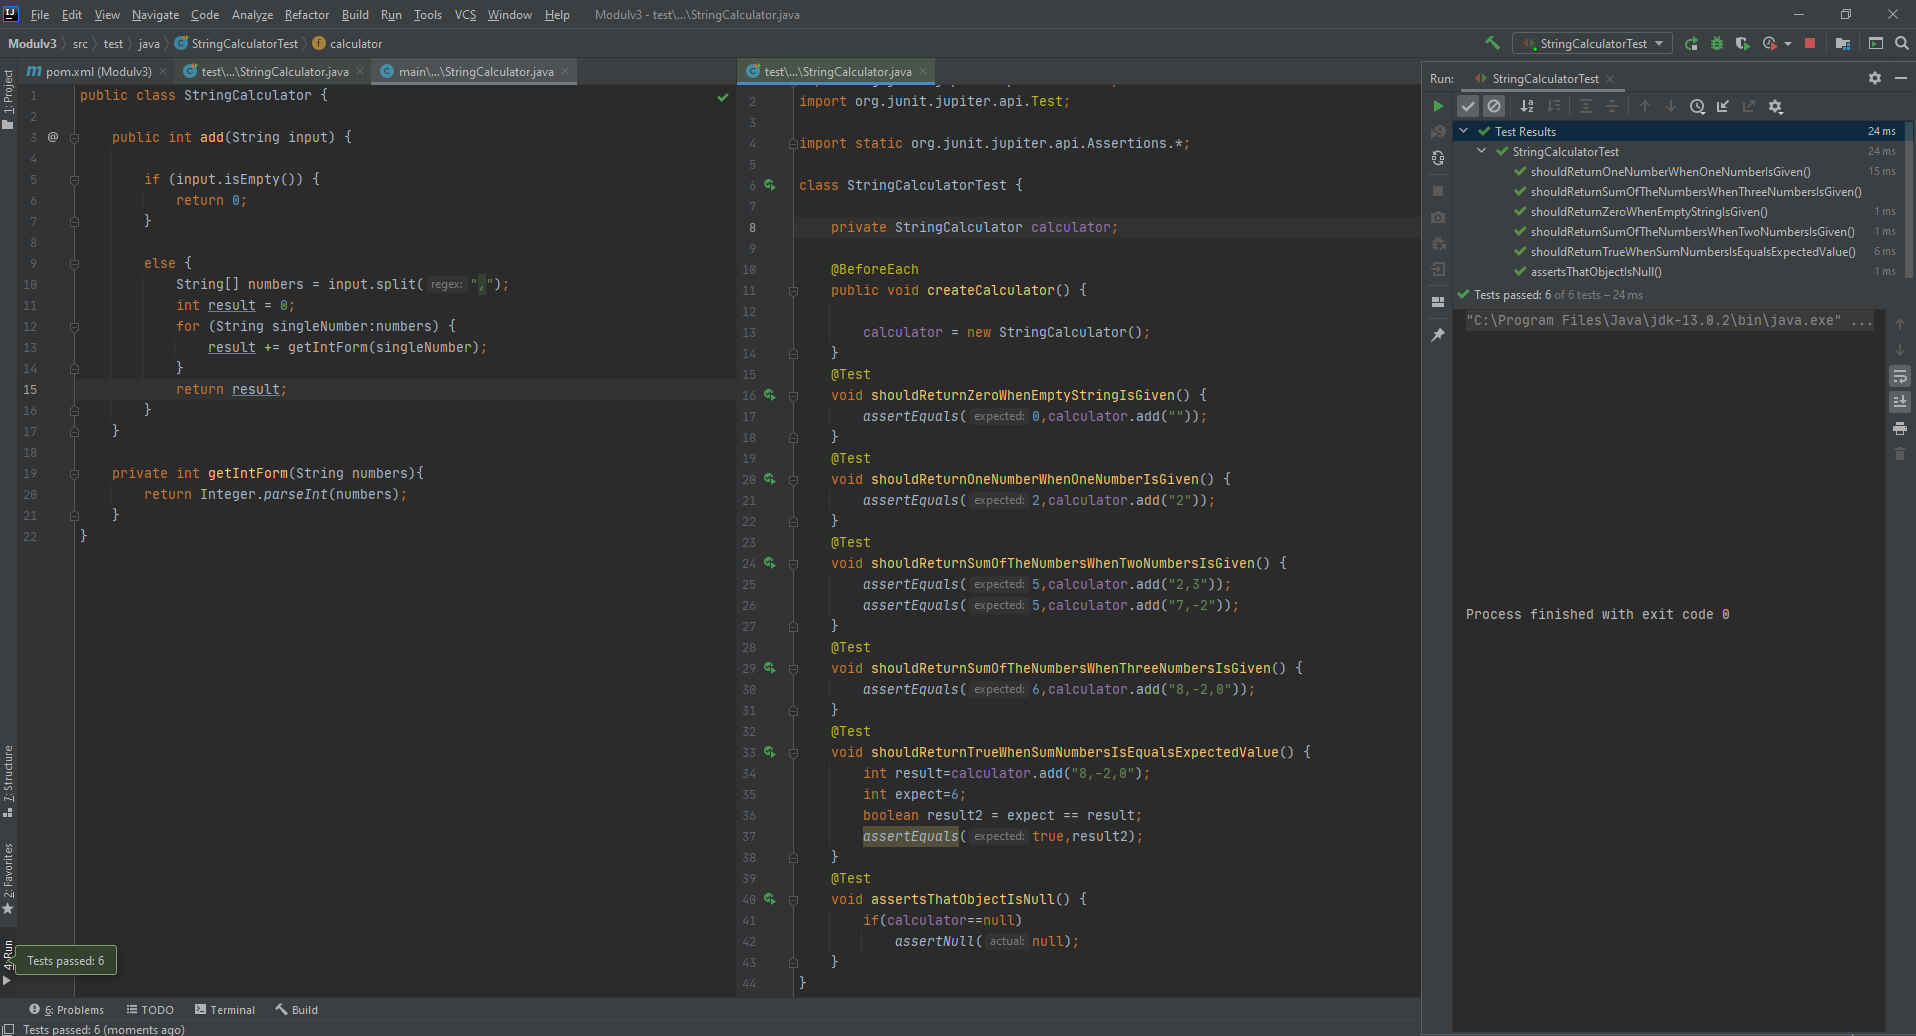 File Edit View Navigate Code Analyze Refactor Build Run Tools VCS Window Help Modulv3 - test\...\StringCalculator.java
Modulv3 src test java StringCalculatorTest calculator
StringCalculatorTest
1: Project
pom.xml (Modulv3) test\...\StringCalculator.java main\...\StringCalculator.java
1 public class StringCalculator {
2
3 @ public int add(String input) {
4
5 if (input.isEmpty()) {
6 return 0;
7 }
8
9 else {
10 String[] numbers = input.split( regex: ",");
11 int result = 0;
12 for (String singleNumber:numbers) {
13 result += getIntForm(singleNumber);
14 }
15 return result;
16 }
17 }
18
19 private int getIntForm(String numbers){
20 return Integer.parseInt(numbers);
21 }
22 }
test\...\StringCalculator.java
2 import org.junit.jupiter.api.Test;
3
4 import static org.junit.jupiter.api.Assertions.*;
5
6 class StringCalculatorTest {
7
8 private StringCalculator calculator;
9
10 @BeforeEach
11 public void createCalculator() {
12
13 calculator = new StringCalculator();
14 }
15 @Test
16 void shouldReturnZeroWhenEmptyStringIsGiven() {
17 assertEquals( expected: 0,calculator.add(""));
18 }
19 @Test
20 void shouldReturnOneNumberWhenOneNumberIsGiven() {
21 assertEquals( expected: 2,calculator.add("2"));
22 }
23 @Test
24 void shouldReturnSumOfTheNumbersWhenTwoNumbersIsGiven() {
25 assertEquals( expected: 5,calculator.add("2,3"));
26 assertEquals( expected: 5,calculator.add("7,-2"));
27 }
28 @Test
29 void shouldReturnSumOfTheNumbersWhenThreeNumbersIsGiven() {
30 assertEquals( expected: 6,calculator.add("8,-2,0"));
31 }
32 @Test
33 void shouldReturnTrueWhenSumNumbersIsEqualsExpectedValue() {
34 int result=calculator.add("8,-2,0");
35 int expect=6;
36 boolean result2 = expect == result;
37 assertEquals( expected: true,result2);
38 }
39 @Test
40 void assertsThatObjectIsNull() {
41 if(calculator==null)
42 assertNull( actual: null);
43 }
44 }
Run: StringCalculatorTest
Test Results 24 ms
StringCalculatorTest 24 ms
shouldReturnOneNumberWhenOneNumberIsGiven() 15 ms
shouldReturnSumOfTheNumbersWhenThreeNumbersIsGiven()
shouldReturnZeroWhenEmptyStringIsGiven() 1 ms
shouldReturnSumOfTheNumbersWhenTwoNumbersIsGiven() 1 ms
shouldReturnTrueWhenSumNumbersIsEqualsExpectedValue() 6 ms
assertsThatObjectIsNull() 1 ms
Tests passed: 6 of 6 tests – 24 ms
"C:\Program Files\Java\jdk-13.0.2\bin\java.exe" ...
Process finished with exit code 0
7: Structure
2: Favorites
4: Run
Tests passed: 6
6: Problems TODO Terminal Build
Tests passed: 6 (moments ago)